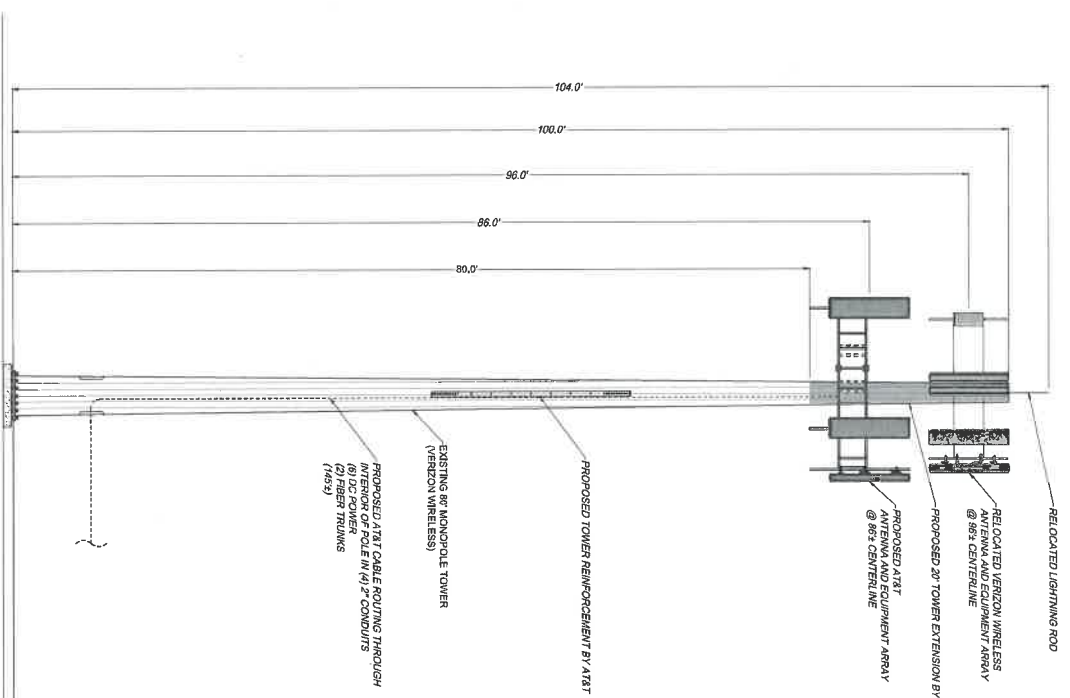 104.0'
100.0'
96.0'
86.0'
80.0'
RELOCATED LIGHTNING ROD
RELOCATED VERIZON WIRELESS
ANTENNA AND EQUIPMENT ARRAY
@ 96'± CENTERLINE
PROPOSED 20' TOWER EXTENSION BY
PROPOSED AT&T
ANTENNA AND EQUIPMENT ARRAY
@ 86'± CENTERLINE
PROPOSED TOWER REINFORCEMENT BY AT&T
EXISTING 80' MONOPOLE TOWER
(VERIZON WIRELESS)
PROPOSED AT&T CABLE ROUTING THROUGH
INTERIOR OF POLE IN (4) 2" CONDUITS
(6) DC POWER
(2) FIBER TRUNKS
(145'±)